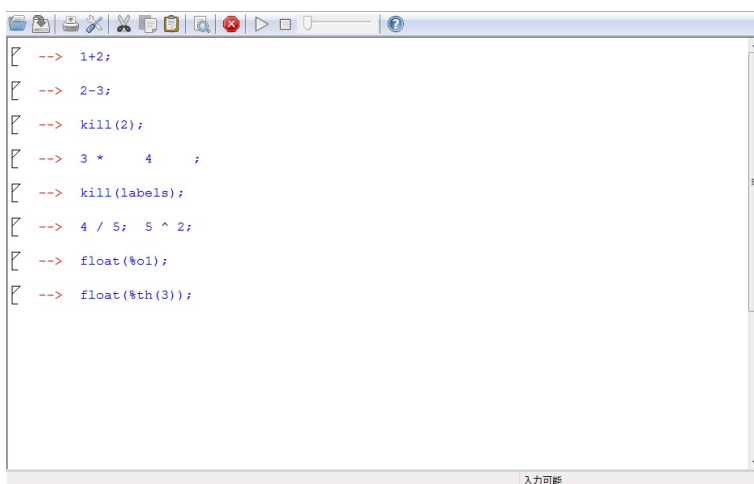 --> 1+2;
--> 2-3;
--> kill(2);
--> 3 *     4     ;
--> kill(labels);
--> 4 / 5;  5 ^ 2;
--> float(%o1);
--> float(%th(3));
入力可能